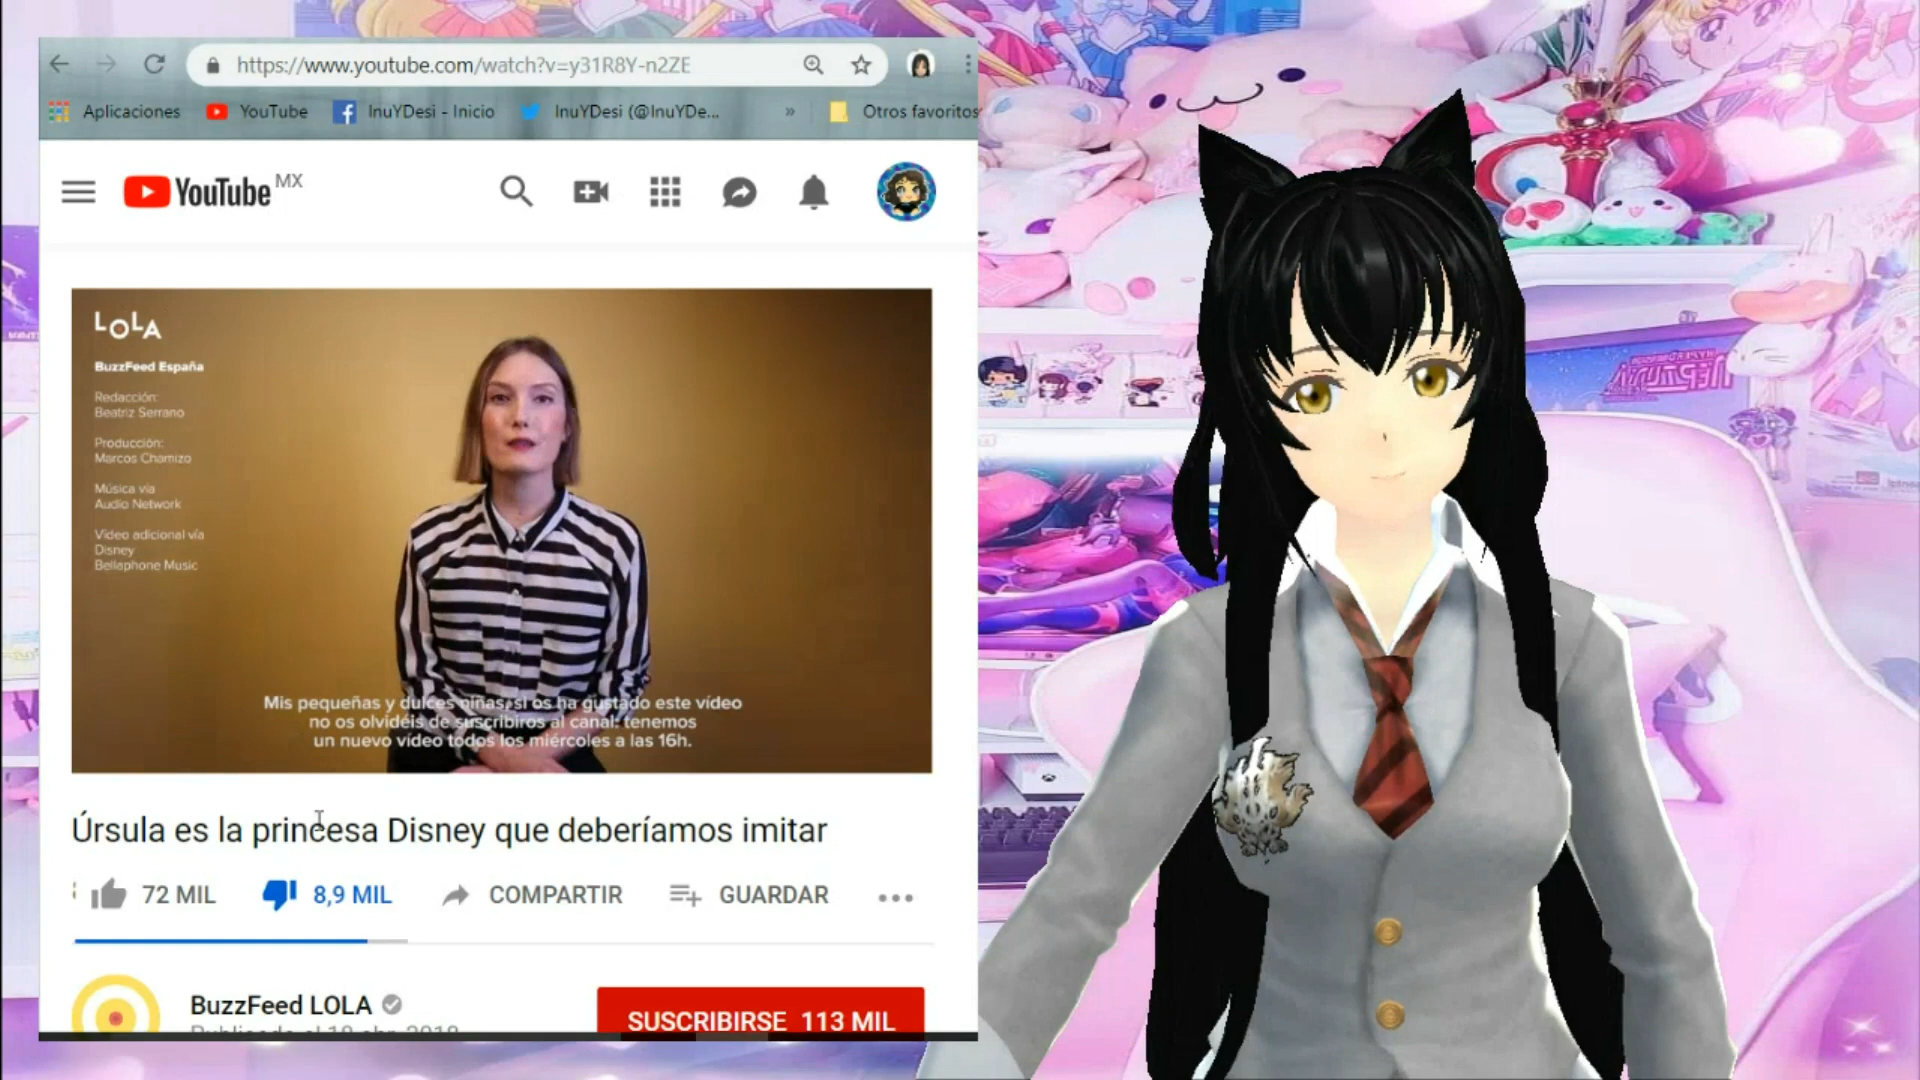 https://www.youtube.com/watch?v=y31R8Y-n2ZE
Aplicaciones YouTube InuYDesi - Inicio InuYDesi (@InuYDe... » Otros favoritos
YouTube MX
LOLA
BuzzFeed España
Redacción:
Beatriz Serrano
Producción:
Marcos Chamizo
Música vía
Audio Network
Vídeo adicional vía
Disney
Bellaphone Music
Mis pequeñas y dulces niñas, si os ha gustado este vídeo
no os olvidéis de suscribiros al canal: tenemos
un nuevo vídeo todos los miércoles a las 16h.
Úrsula es la princesa Disney que deberíamos imitar
72 MIL 8,9 MIL COMPARTIR GUARDAR
BuzzFeed LOLA
SUSCRIBIRSE 113 MIL